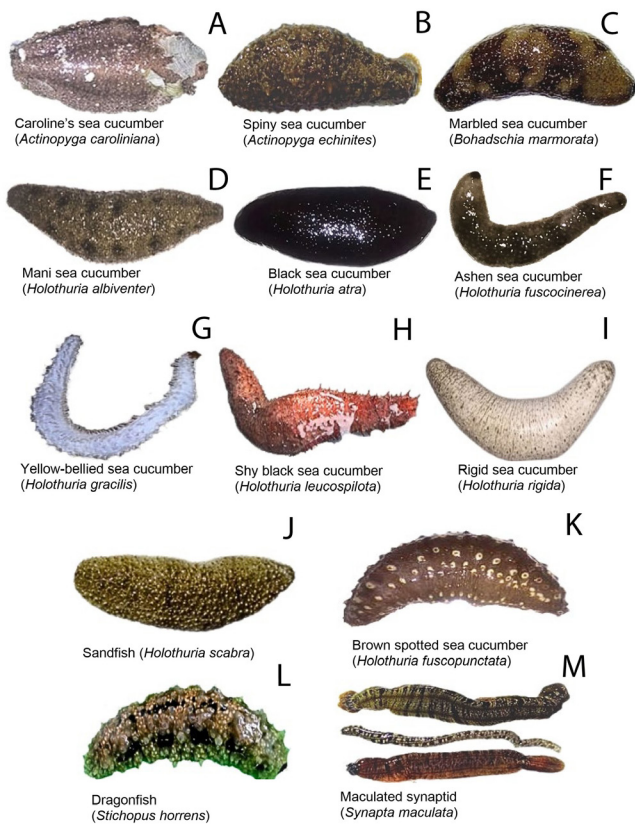 A
Caroline's sea cucumber
(Actinopyga caroliniana)
B
Spiny sea cucumber
(Actinopyga echinites)
C
Marbled sea cucumber
(Bohadschia marmorata)
D
Mani sea cucumber
(Holothuria albiventer)
E
Black sea cucumber
(Holothuria atra)
F
Ashen sea cucumber
(Holothuria fuscocinerea)
G
Yellow-bellied sea cucumber
(Holothuria gracilis)
H
Shy black sea cucumber
(Holothuria leucospilota)
I
Rigid sea cucumber
(Holothuria rigida)
J
Sandfish (Holothuria scabra)
K
Brown spotted sea cucumber
(Holothuria fuscopunctata)
L
Dragonfish
(Stichopus horrens)
M
Maculated synaptid
(Synapta maculata)